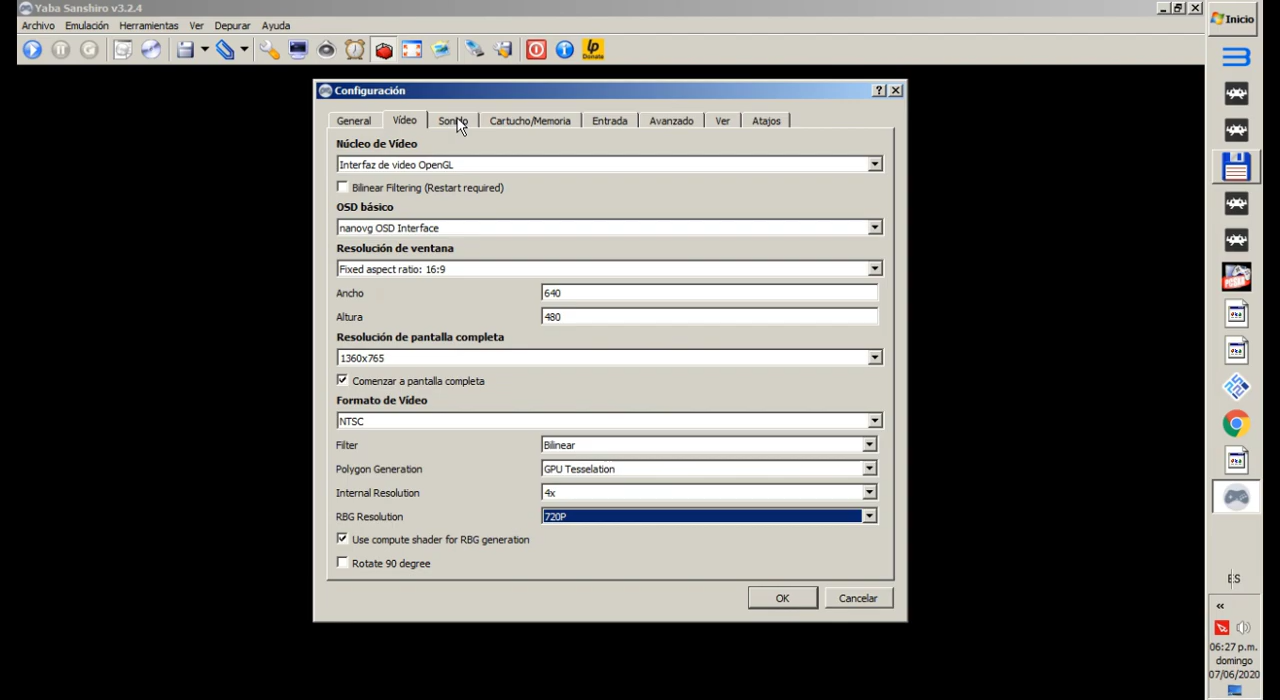 Yaba Sanshiro v3.2.4
Archivo Emulación Herramientas Ver Depurar Ayuda
Inicio
LP
Donate
Configuración
General Vídeo Sonido Cartucho/Memoria Entrada Avanzado Ver Atajos
Núcleo de Vídeo
Interfaz de video OpenGL
Bilinear Filtering (Restart required)
OSD básico
nanovg OSD Interface
Resolución de ventana
Fixed aspect ratio: 16:9
Ancho 640
Altura 480
Resolución de pantalla completa
1360x765
Comenzar a pantalla completa
Formato de Vídeo
NTSC
Filter Bilinear
Polygon Generation GPU Tesselation
Internal Resolution 4x
RBG Resolution 720P
Use compute shader for RBG generation
Rotate 90 degree
OK Cancelar
ES
06:27 p.m.
domingo
07/06/2020